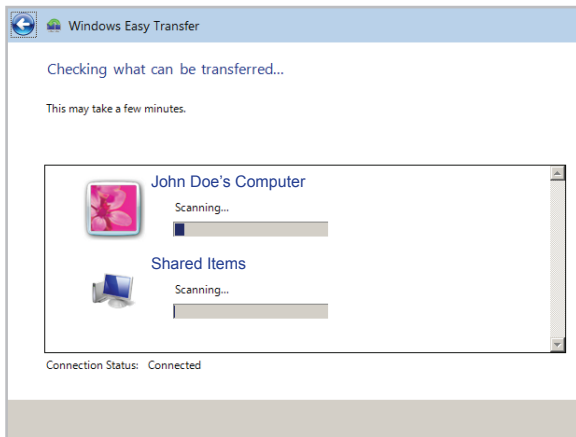 Windows Easy Transfer
Checking what can be transferred...
This may take a few minutes.
John Doe's Computer
Scanning...
Shared Items
Scanning...
Connection Status: Connected